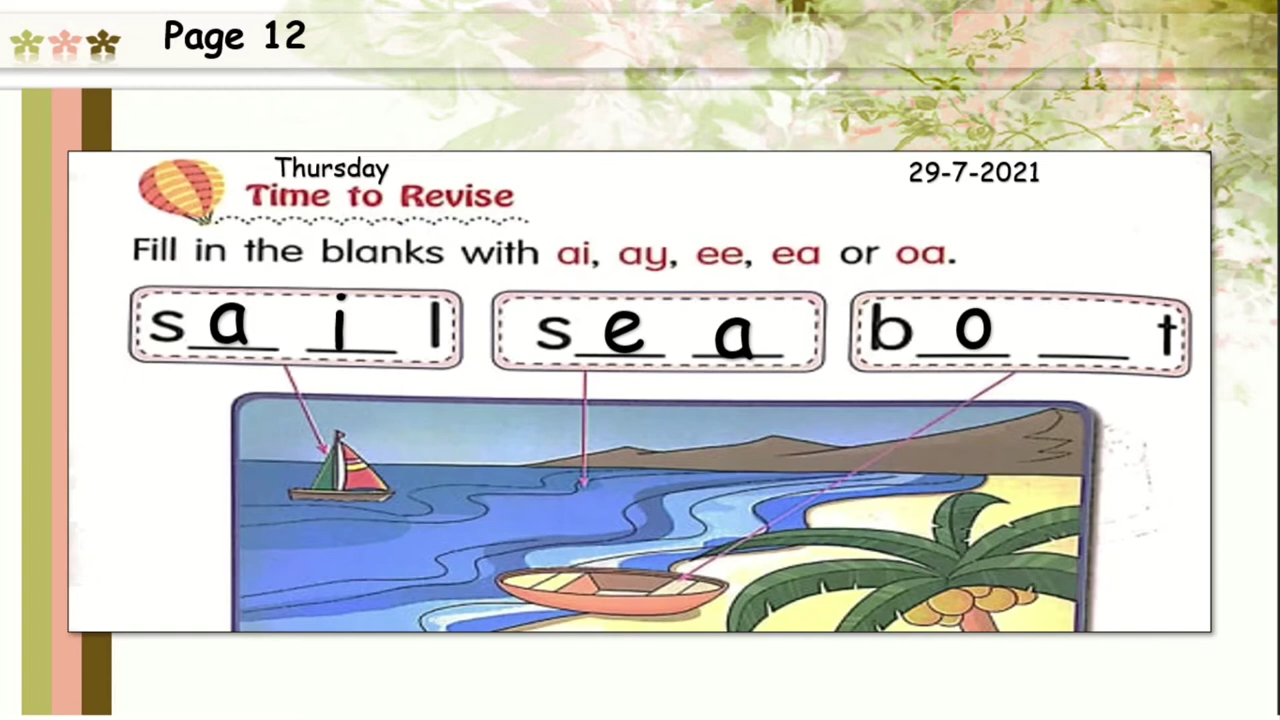 Page 12
Thursday 29-7-2021
Time to Revise
Fill in the blanks with ai, ay, ee, ea or oa.
s a i l s e a b o __ t